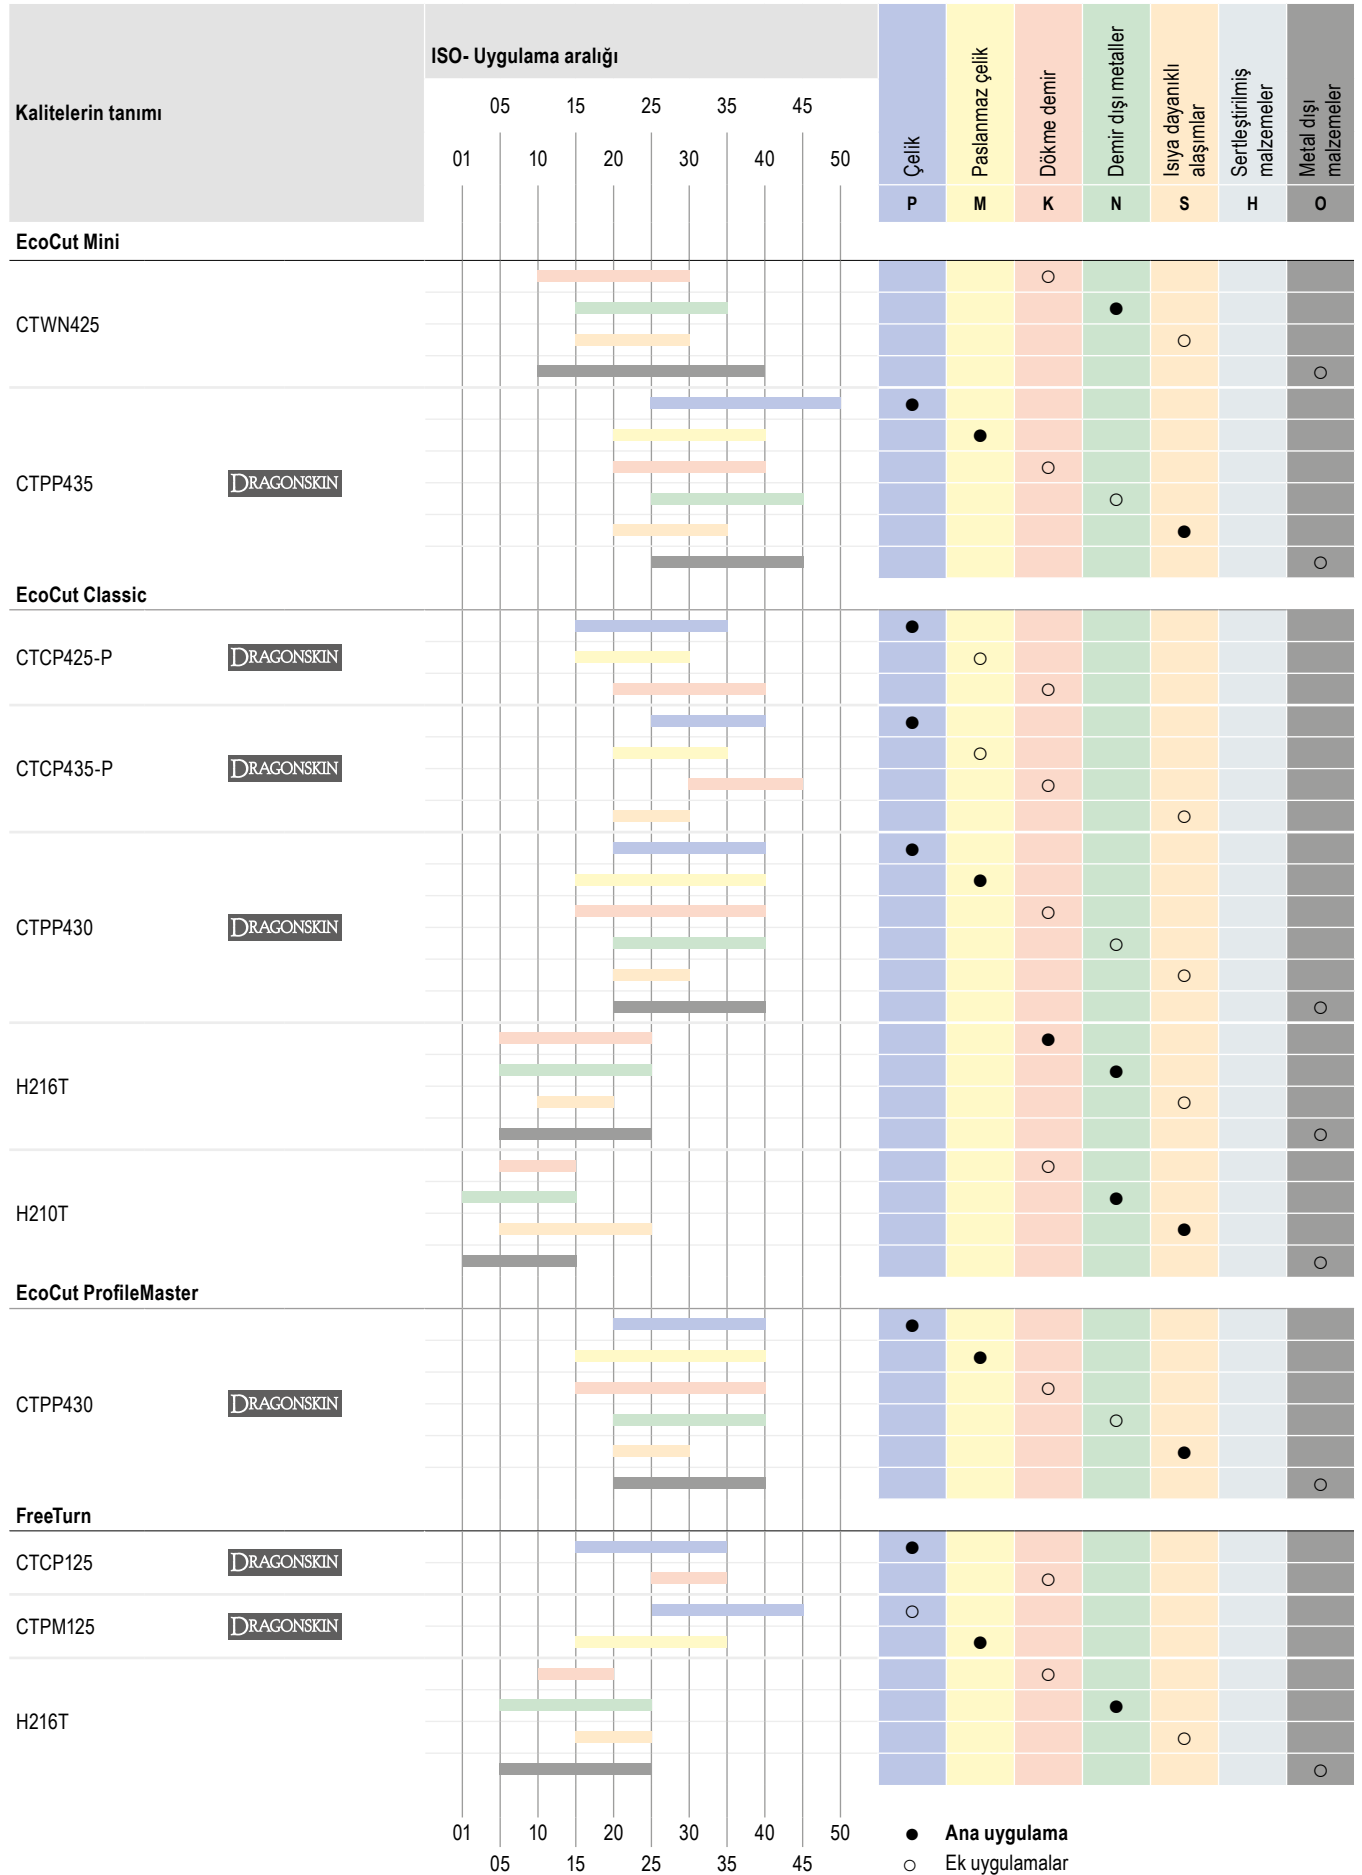 ISO- Uygulama aralığı
Kalitelerin tanımı
05 15 25 35 45
01 10 20 30 40 50
Çelik
Paslanmaz çelik
Dökme demir
Demir dışı metaller
Isıya dayanıklı
alaşımlar
Sertleştirilmiş
malzemeler
Metal dışı
malzemeler
P M K N S H O
EcoCut Mini
CTWN425
CTPP435 DRAGONSKIN
EcoCut Classic
CTCP425-P DRAGONSKIN
CTCP435-P DRAGONSKIN
CTPP430 DRAGONSKIN
H216T
H210T
EcoCut ProfileMaster
CTPP430 DRAGONSKIN
FreeTurn
CTCP125 DRAGONSKIN
CTPM125 DRAGONSKIN
H216T
01 10 20 30 40 50
05 15 25 35 45
● Ana uygulama
○ Ek uygulamalar